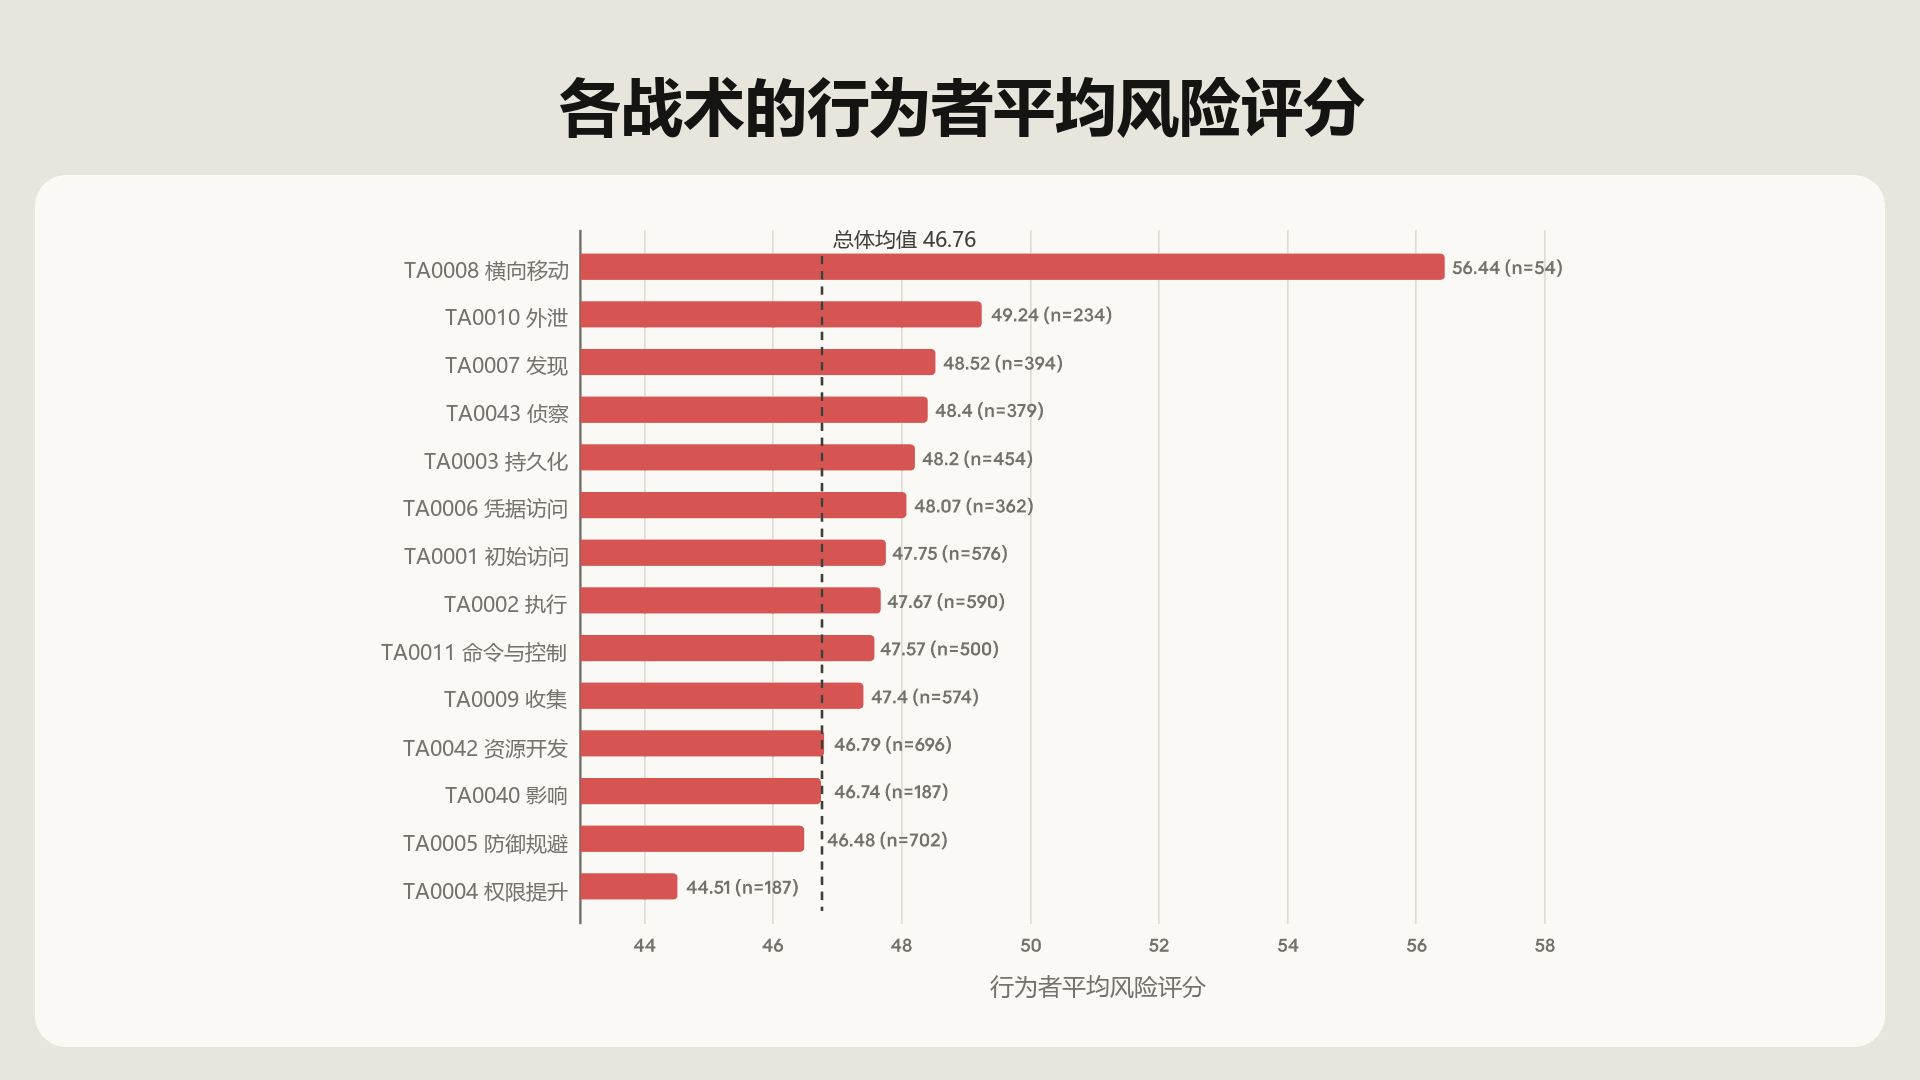 各战术的行为者平均风险评分
总体均值 46.76
TA0008 横向移动 56.44 (n=54)
TA0010 外泄 49.24 (n=234)
TA0007 发现 48.52 (n=394)
TA0043 侦察 48.4 (n=379)
TA0003 持久化 48.2 (n=454)
TA0006 凭据访问 48.07 (n=362)
TA0001 初始访问 47.75 (n=576)
TA0002 执行 47.67 (n=590)
TA0011 命令与控制 47.57 (n=500)
TA0009 收集 47.4 (n=574)
TA0042 资源开发 46.79 (n=696)
TA0040 影响 46.74 (n=187)
TA0005 防御规避 46.48 (n=702)
TA0004 权限提升 44.51 (n=187)
44 46 48 50 52 54 56 58
行为者平均风险评分